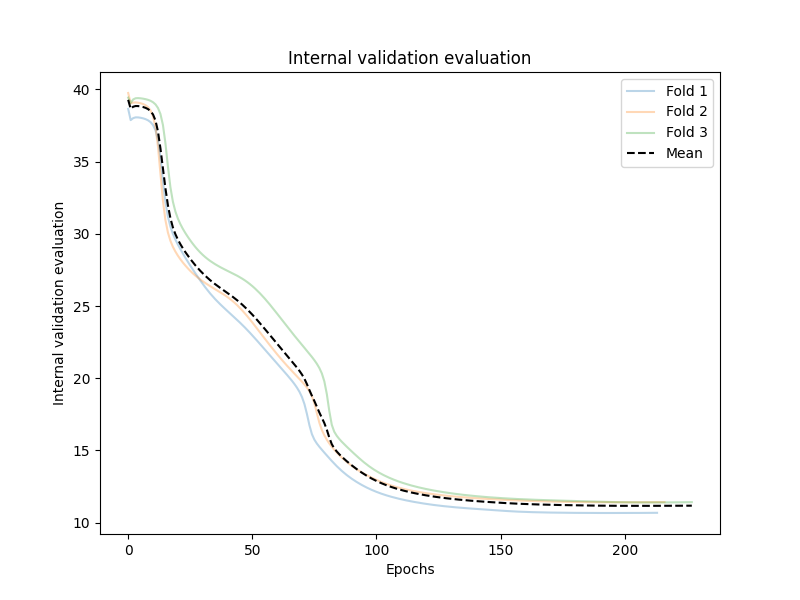 Internal validation evaluation
Fold 1
Fold 2
Fold 3
Mean
Internal validation evaluation
40
35
30
25
20
15
10
0 50 100 150 200
Epochs